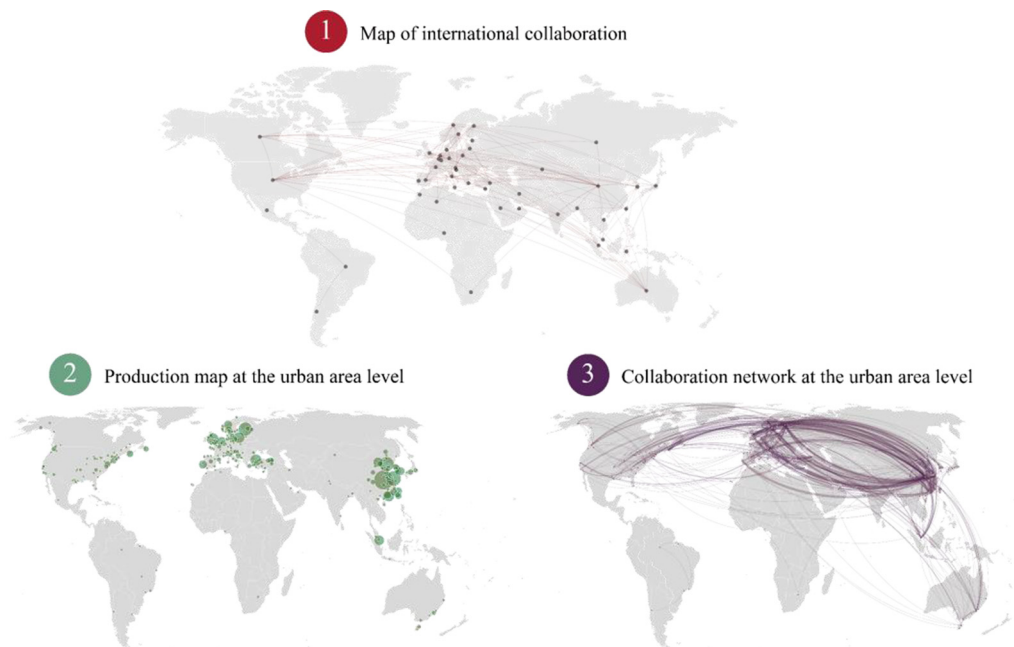 1 Map of international collaboration
2 Production map at the urban area level
3 Collaboration network at the urban area level